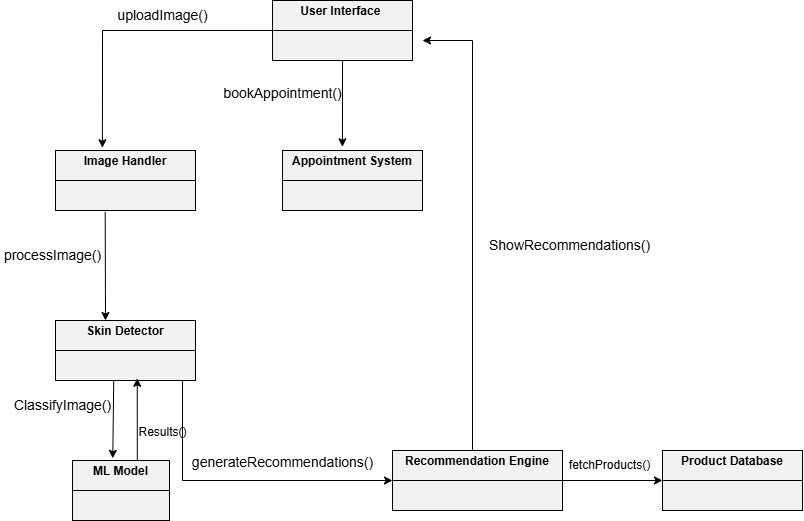 uploadImage()
User Interface
bookAppointment()
Image Handler
Appointment System
processImage()
ShowRecommendations()
Skin Detector
ClassifyImage()
Results()
generateRecommendations()
ML Model
Recommendation Engine
fetchProducts()
Product Database